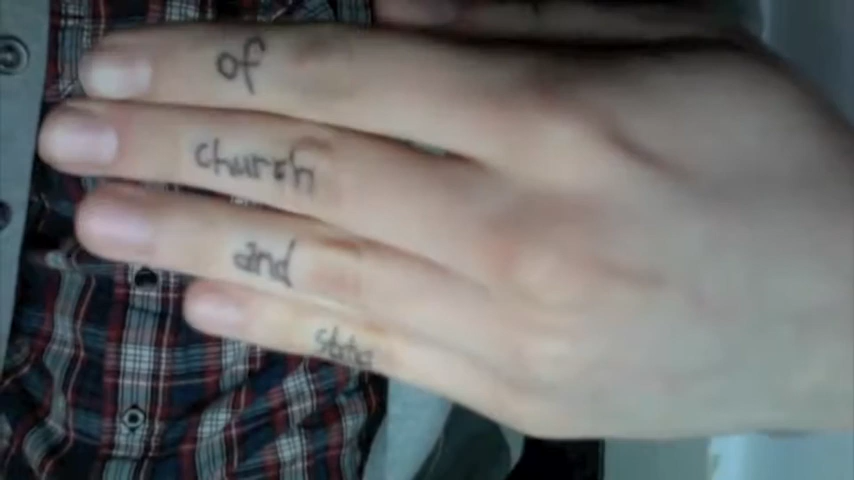 of
church
and
state